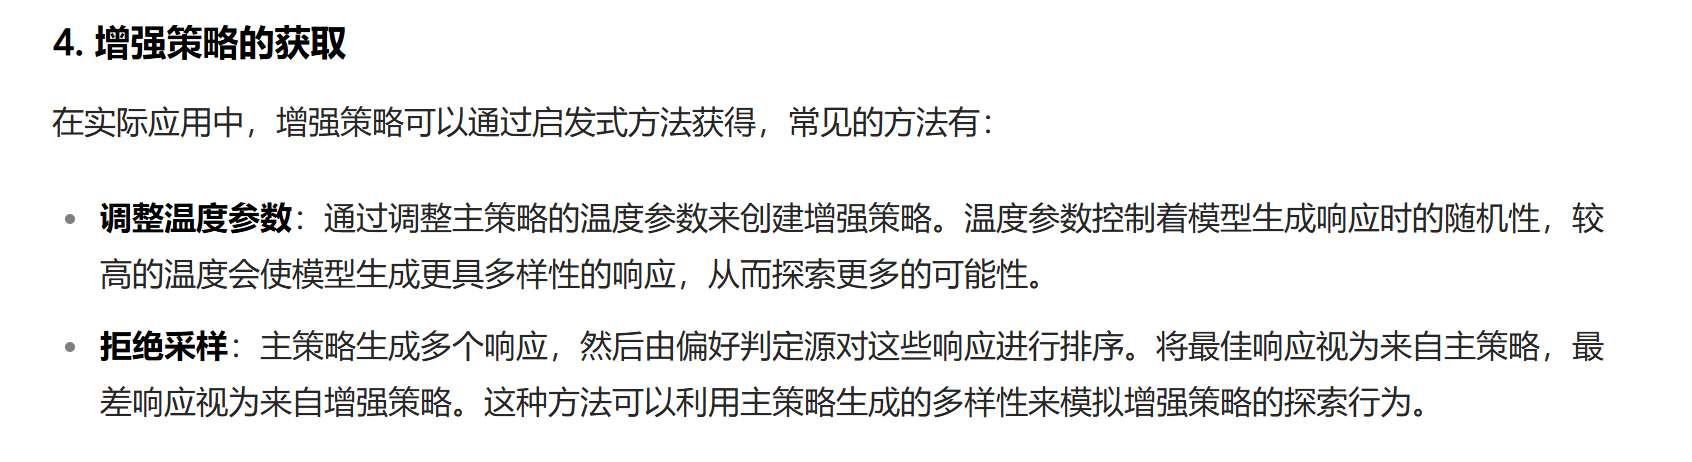 4. 增强策略的获取
在实际应用中，增强策略可以通过启发式方法获得，常见的方法有：
• 调整温度参数：通过调整主策略的温度参数来创建增强策略。温度参数控制着模型生成响应时的随机性，较
高的温度会使模型生成更具多样性的响应，从而探索更多的可能性。
• 拒绝采样：主策略生成多个响应，然后由偏好判定源对这些响应进行排序。将最佳响应视为来自主策略，最
差响应视为来自增强策略。这种方法可以利用主策略生成的多样性来模拟增强策略的探索行为。